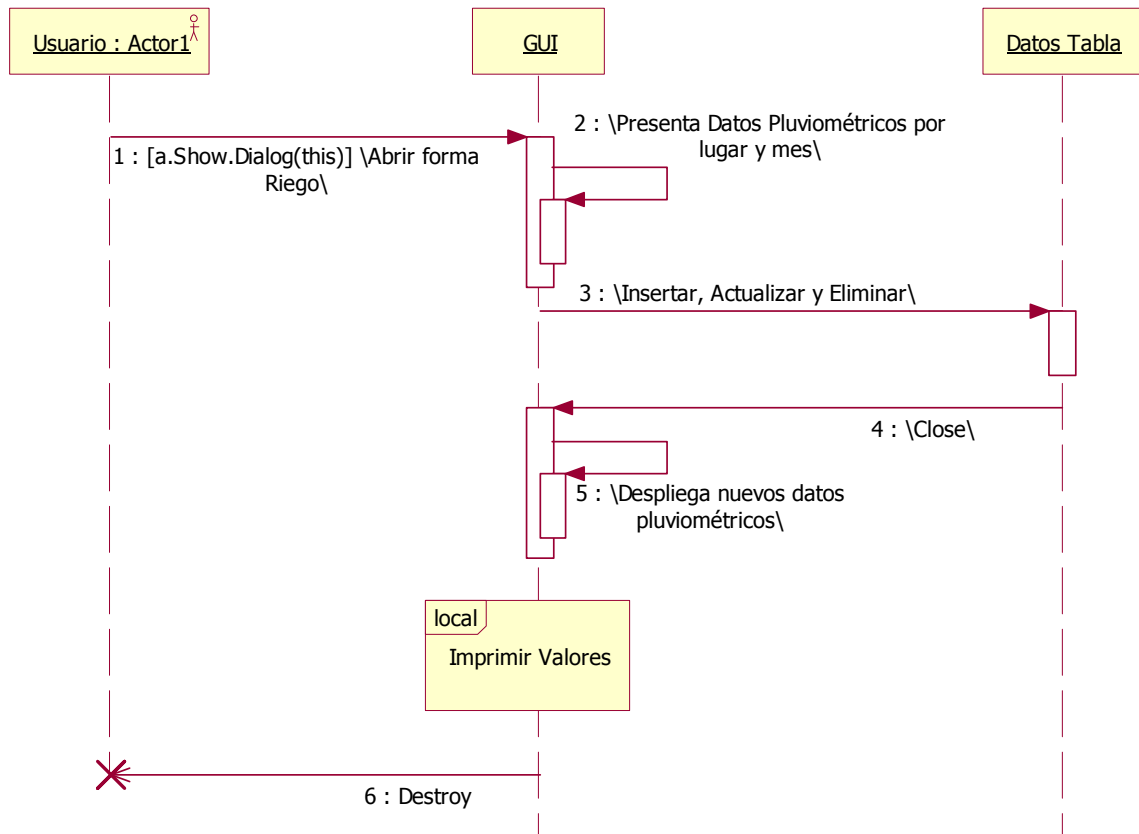 Usuario : Actor1
GUI
Datos Tabla
2 : \Presenta Datos Pluviométricos por
lugar y mes\
1 : [a.Show.Dialog(this)] \Abrir forma
Riego\
3 : \Insertar, Actualizar y Eliminar\
4 : \Close\
5 : \Despliega nuevos datos
pluviométricos\
local
Imprimir Valores
6 : Destroy